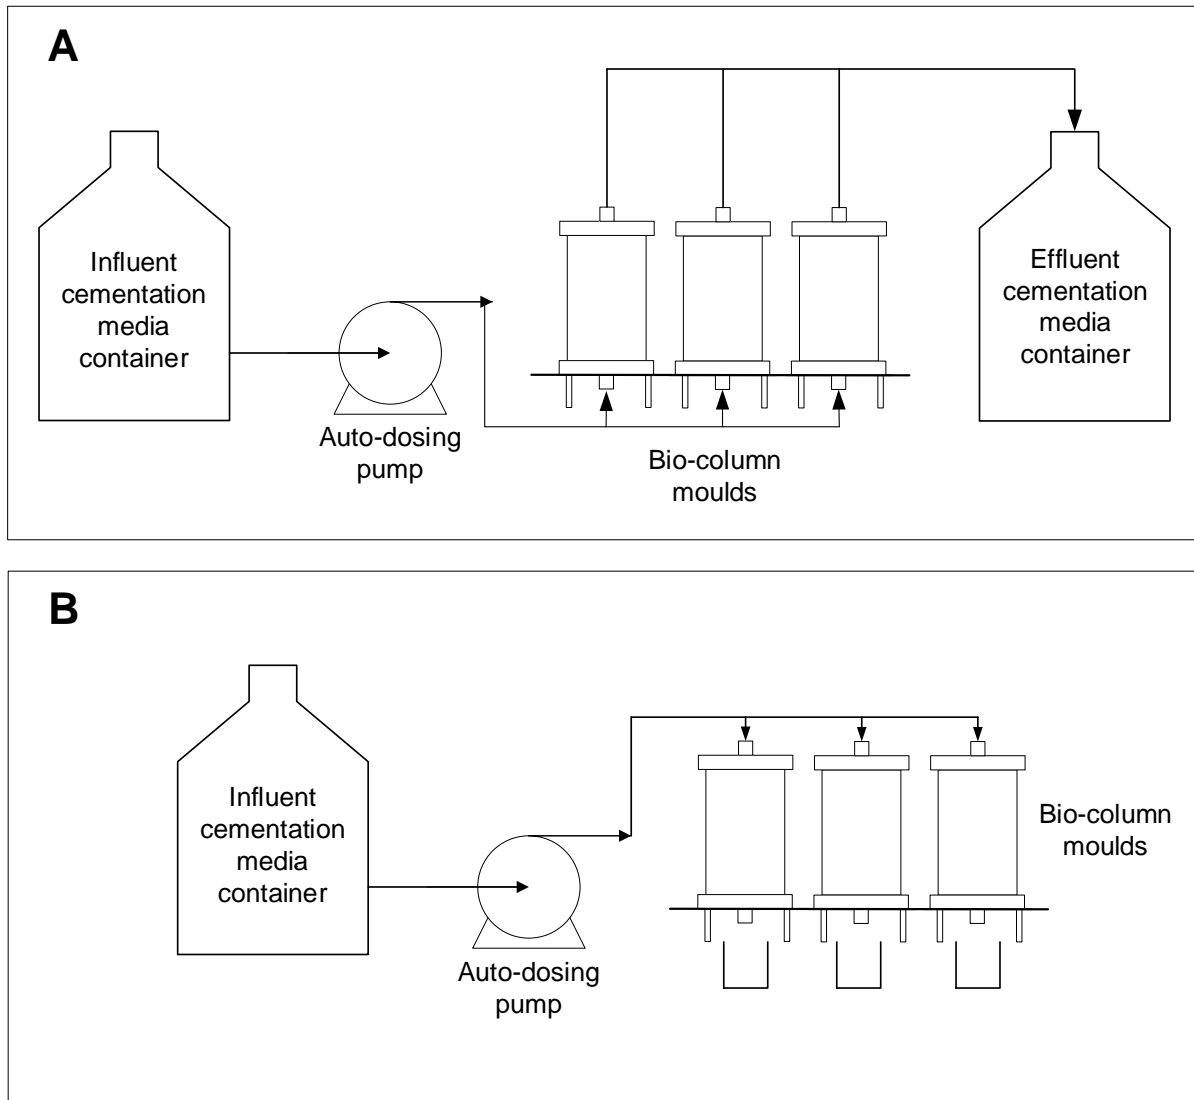 A
Influent
cementation
media
container
Auto-dosing
pump
Bio-column
moulds
Effluent
cementation
media
container
B
Influent
cementation
media
container
Auto-dosing
pump
Bio-column
moulds